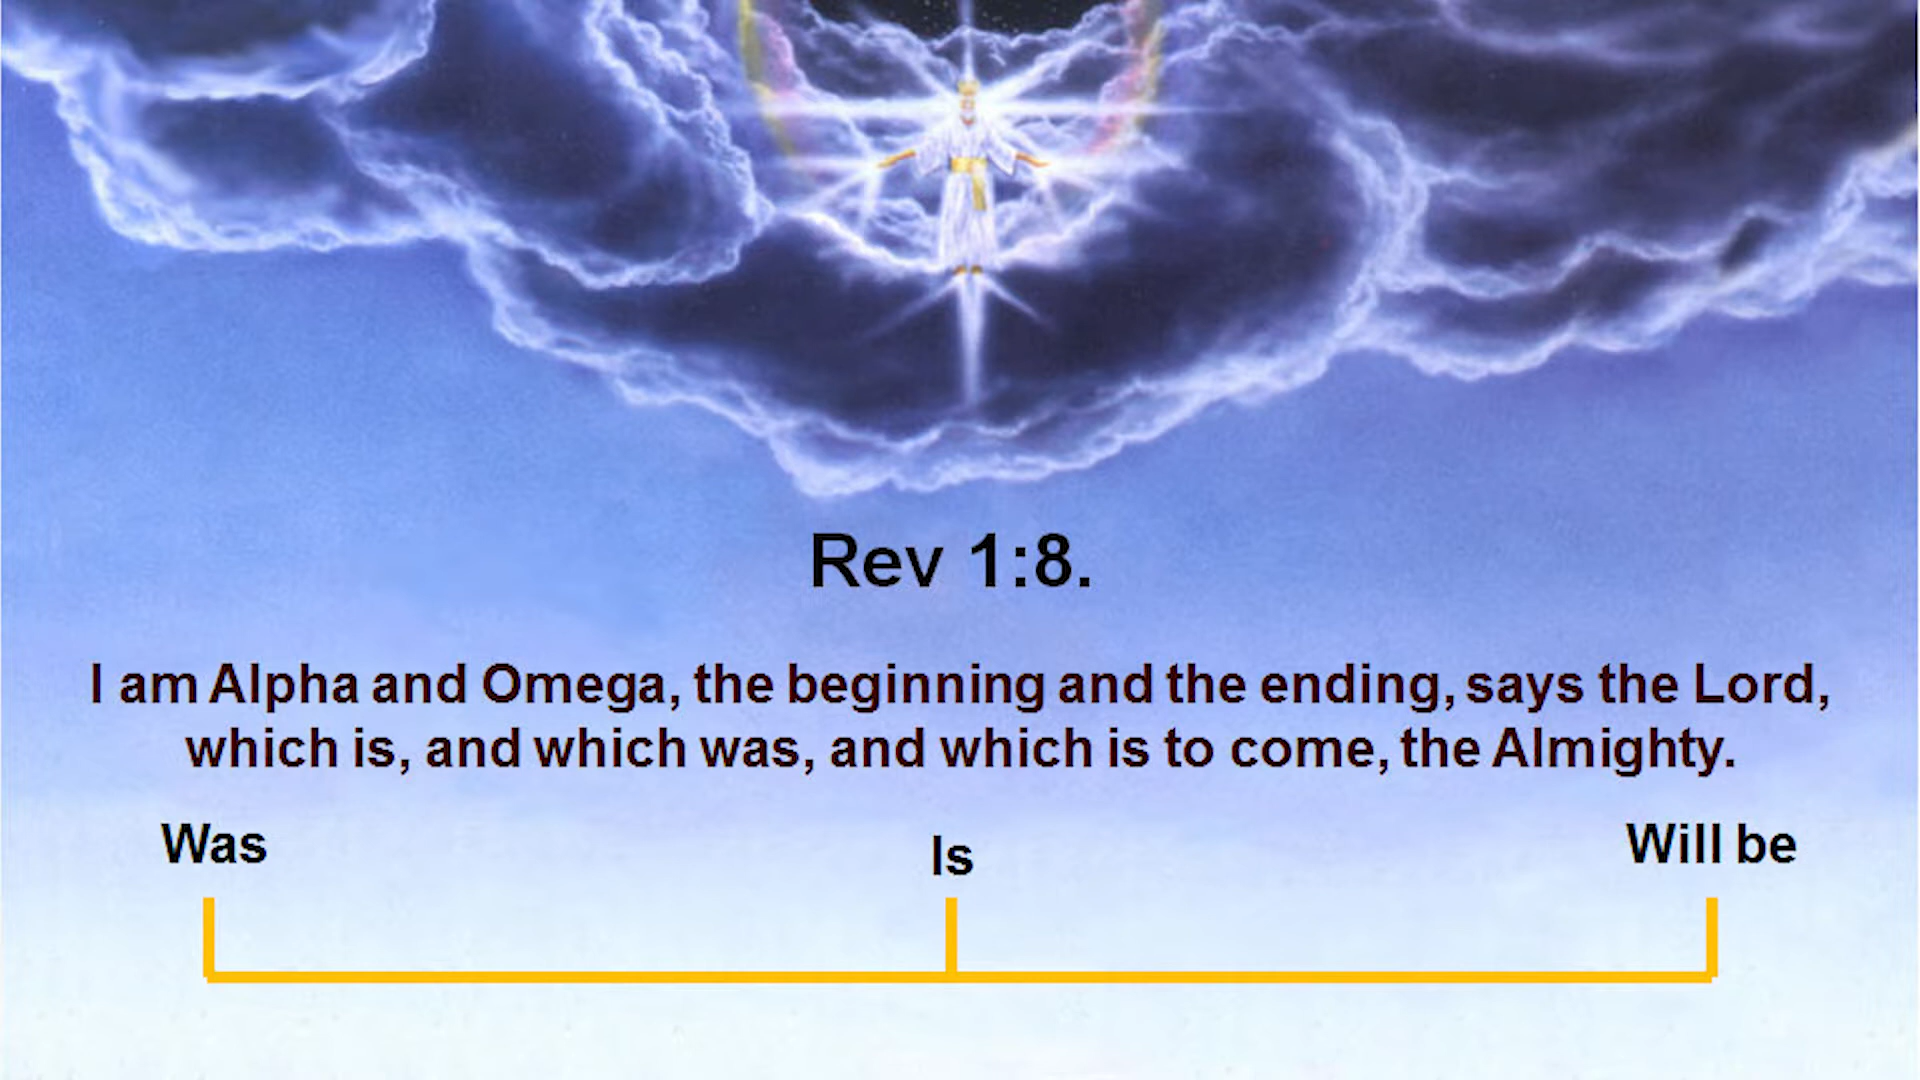 Rev 1:8.
I am Alpha and Omega, the beginning and the ending, says the Lord,
which is, and which was, and which is to come, the Almighty.
Was
Is
Will be